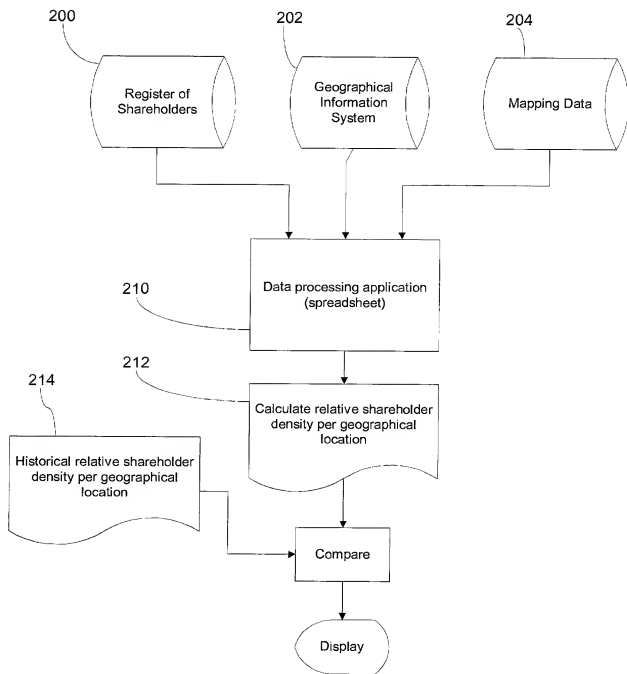 200
202
204
Register of
Shareholders
Geographical
Information
System
Mapping Data
210
Data processing application
(spreadsheet)
212
214
Calculate relative shareholder
density per geographical
location
Historical relative shareholder
density per geographical
location
Compare
Display